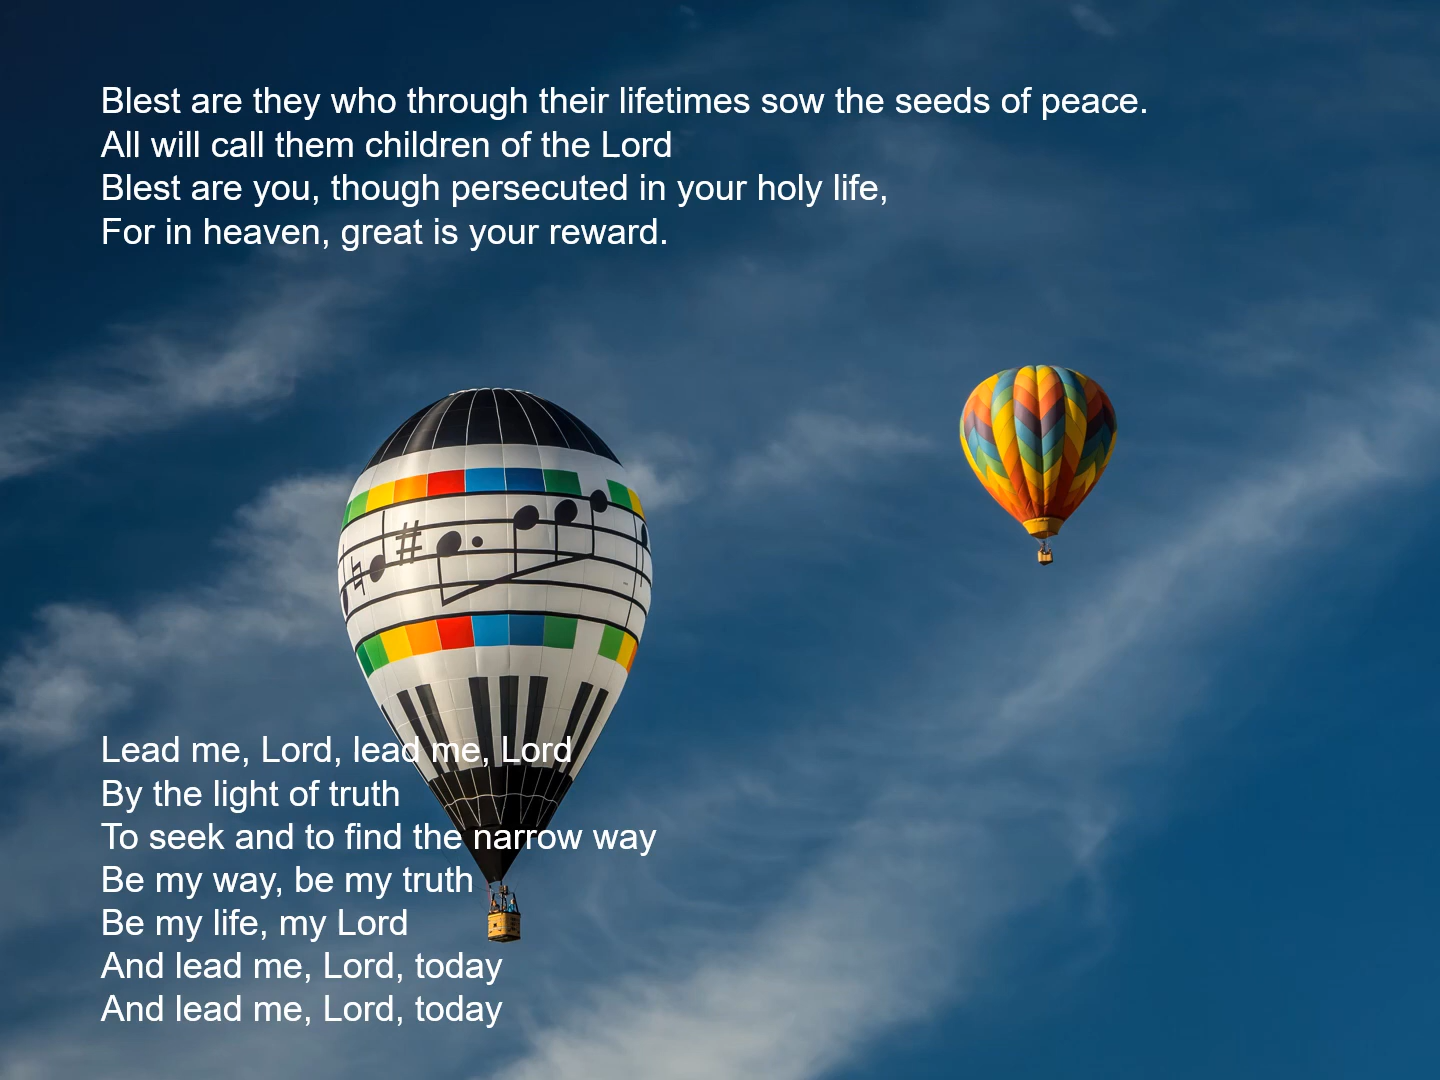 Blest are they who through their lifetimes sow the seeds of peace.
All will call them children of the Lord
Blest are you, though persecuted in your holy life,
For in heaven, great is your reward.
Lead me, Lord, lead me, Lord
By the light of truth
To seek and to find the narrow way
Be my way, be my truth
Be my life, my Lord
And lead me, Lord, today
And lead me, Lord, today